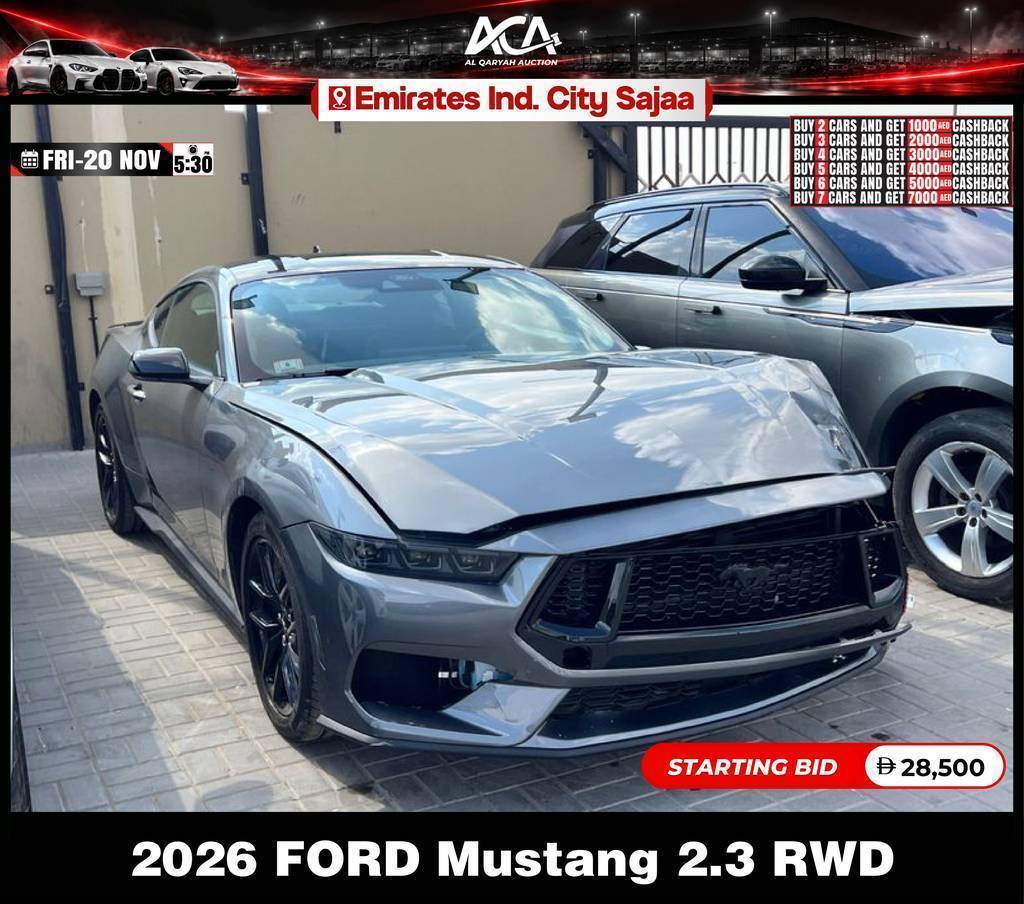 ACA
AL QARYAH AUCTION
Emirates Ind. City Sajaa
FRI-20 NOV 5:30
BUY 2 CARS AND GET 1000 AED CASHBACK
BUY 3 CARS AND GET 2000 AED CASHBACK
BUY 4 CARS AND GET 3000 AED CASHBACK
BUY 5 CARS AND GET 4000 AED CASHBACK
BUY 6 CARS AND GET 5000 AED CASHBACK
BUY 7 CARS AND GET 7000 AED CASHBACK
STARTING BID 28,500
2026 FORD Mustang 2.3 RWD